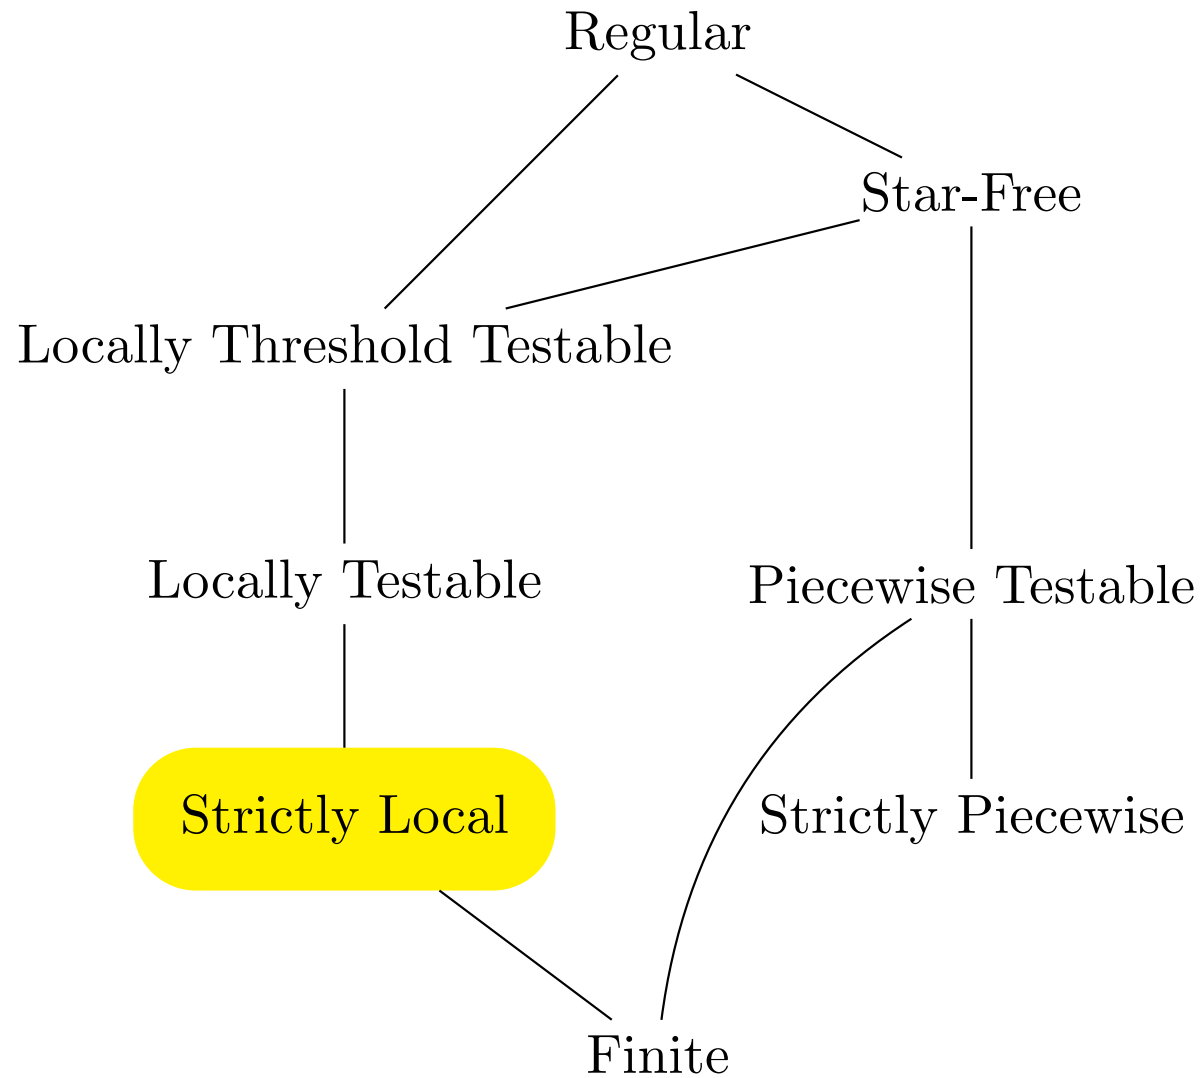 Regular
Star-Free
Locally Threshold Testable
Locally Testable
Piecewise Testable
Strictly Local
Strictly Piecewise
Finite